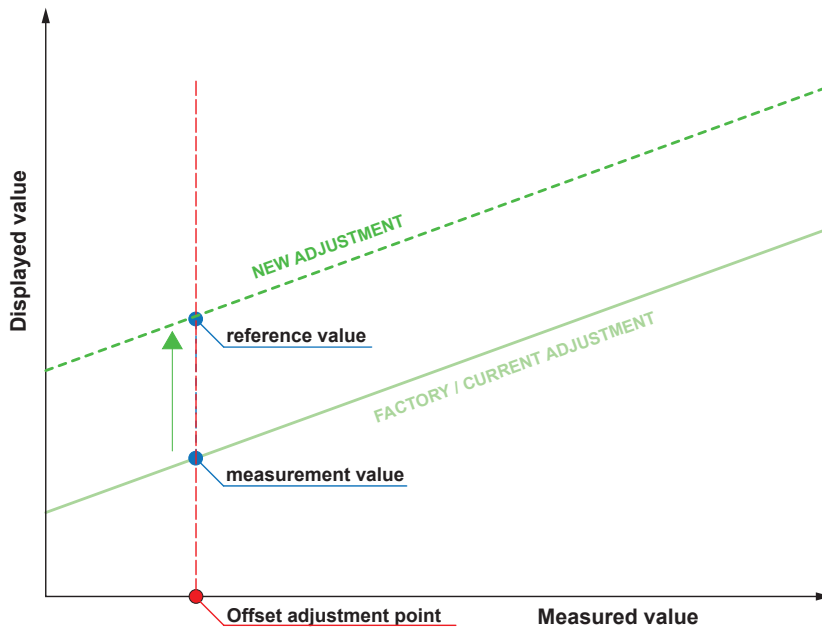 Displayed value
NEW ADJUSTMENT
reference value
FACTORY / CURRENT ADJUSTMENT
measurement value
Offset adjustment point
Measured value